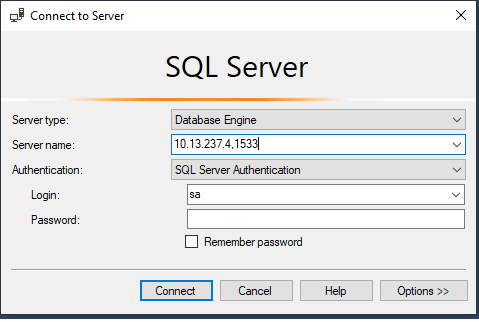 Connect to Server
SQL Server
Server type: Database Engine
Server name: 10.13.237.4,1533
Authentication: SQL Server Authentication
Login: sa
Password:
Remember password
Connect Cancel Help Options >>